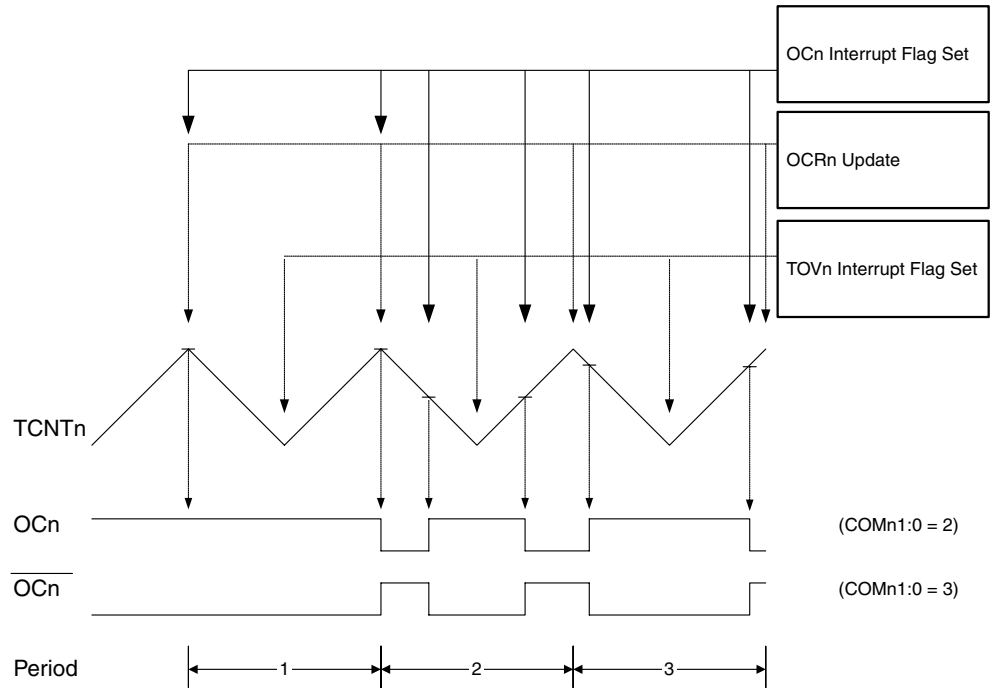 OCn Interrupt Flag Set
OCRn Update
TOVn Interrupt Flag Set
TCNTn
OCn (COMn1:0 = 2)
OCn (COMn1:0 = 3)
Period 1 2 3